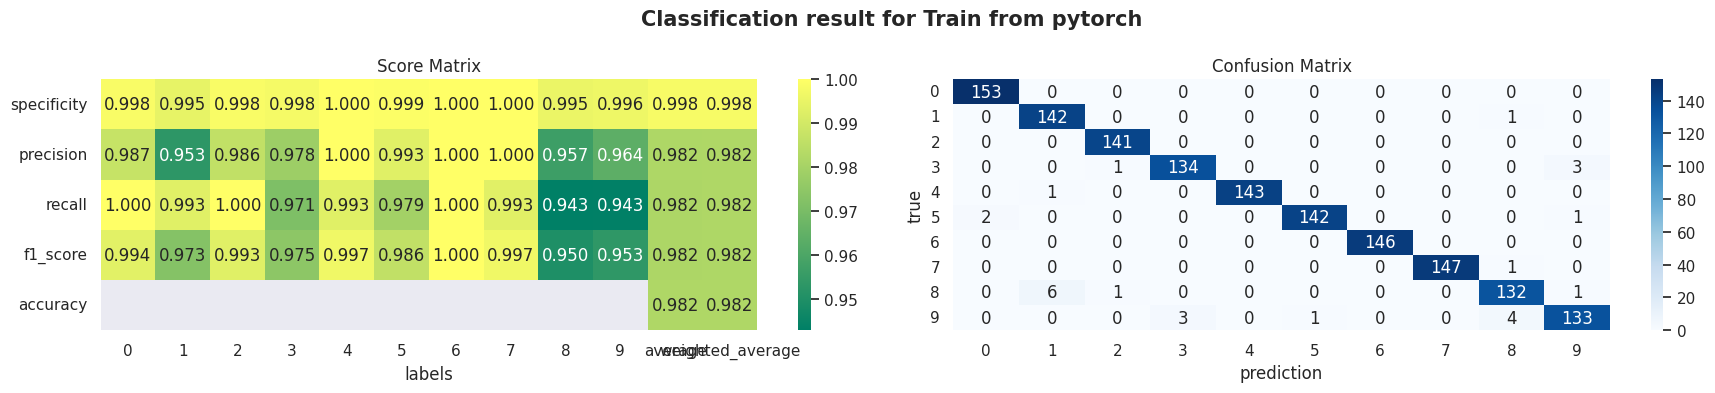 Classification result for Train from pytorch
Score Matrix
specificity 0.998 0.995 0.998 0.998 1.000 0.999 1.000 1.000 0.995 0.996 0.998 0.998
precision 0.987 0.953 0.986 0.978 1.000 0.993 1.000 1.000 0.957 0.964 0.982 0.982
recall 1.000 0.993 1.000 0.971 0.993 0.979 1.000 0.993 0.943 0.943 0.982 0.982
f1_score 0.994 0.973 0.993 0.975 0.997 0.986 1.000 0.997 0.950 0.953 0.982 0.982
accuracy 0.982 0.982
0 1 2 3 4 5 6 7 8 9 average weighted_average
labels
1.00
0.99
0.98
0.97
0.96
0.95
Confusion Matrix
true
0 153 0 0 0 0 0 0 0 0 0
1 0 142 0 0 0 0 0 0 1 0
2 0 0 141 0 0 0 0 0 0 0
3 0 0 1 134 0 0 0 0 0 3
4 0 1 0 0 143 0 0 0 0 0
5 2 0 0 0 0 142 0 0 0 1
6 0 0 0 0 0 0 146 0 0 0
7 0 0 0 0 0 0 0 147 1 0
8 0 6 1 0 0 0 0 0 132 1
9 0 0 0 3 0 1 0 0 4 133
0 1 2 3 4 5 6 7 8 9
prediction
140
120
100
80
60
40
20
0